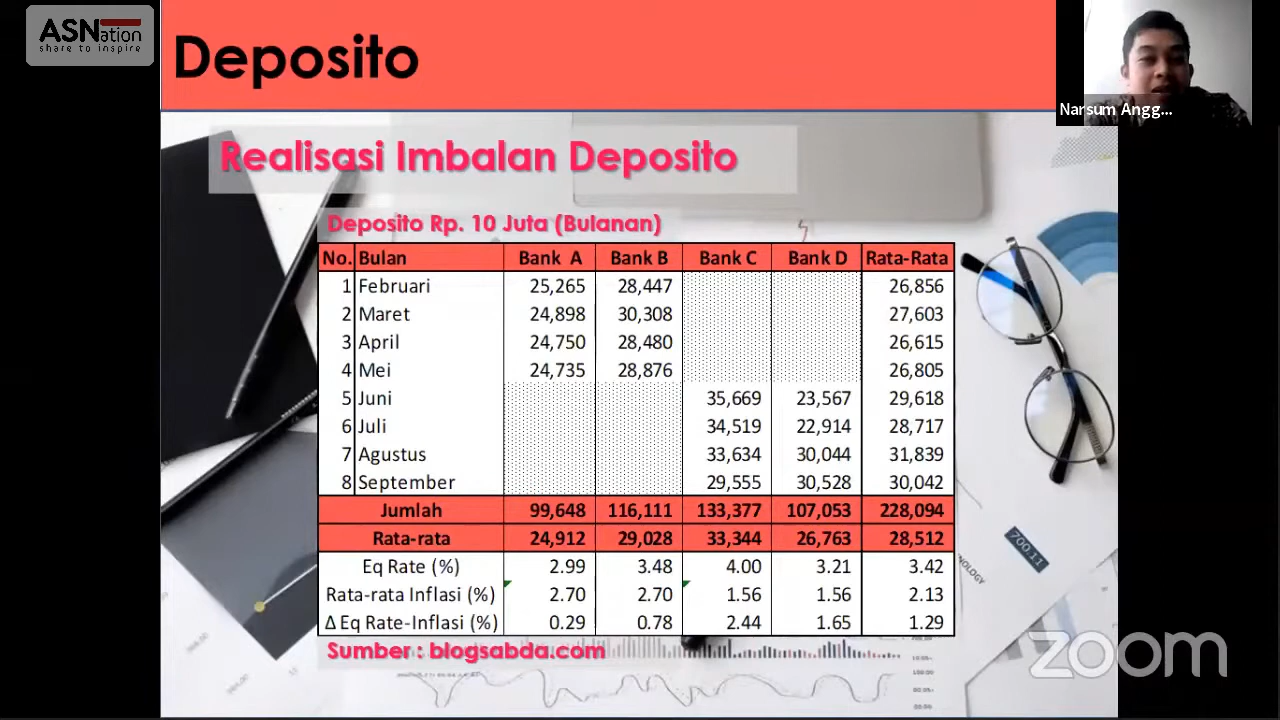 ASNation
share to inspire
Deposito
Narsum Angg...
Realisasi Imbalan Deposito
Deposito Rp. 10 Juta (Bulanan)
No. Bulan Bank A Bank B Bank C Bank D Rata-Rata
1 Februari 25,265 28,447 26,856
2 Maret 24,898 30,308 27,603
3 April 24,750 28,480 26,615
4 Mei 24,735 28,876 26,805
5 Juni 35,669 23,567 29,618
6 Juli 34,519 22,914 28,717
7 Agustus 33,634 30,044 31,839
8 September 29,555 30,528 30,042
Jumlah 99,648 116,111 133,377 107,053 228,094
Rata-rata 24,912 29,028 33,344 26,763 28,512
Eq Rate (%) 2.99 3.48 4.00 3.21 3.42
Rata-rata Inflasi (%) 2.70 2.70 1.56 1.56 2.13
Δ Eq Rate-Inflasi (%) 0.29 0.78 2.44 1.65 1.29
Sumber : blogsabda.com
700.11
zoom